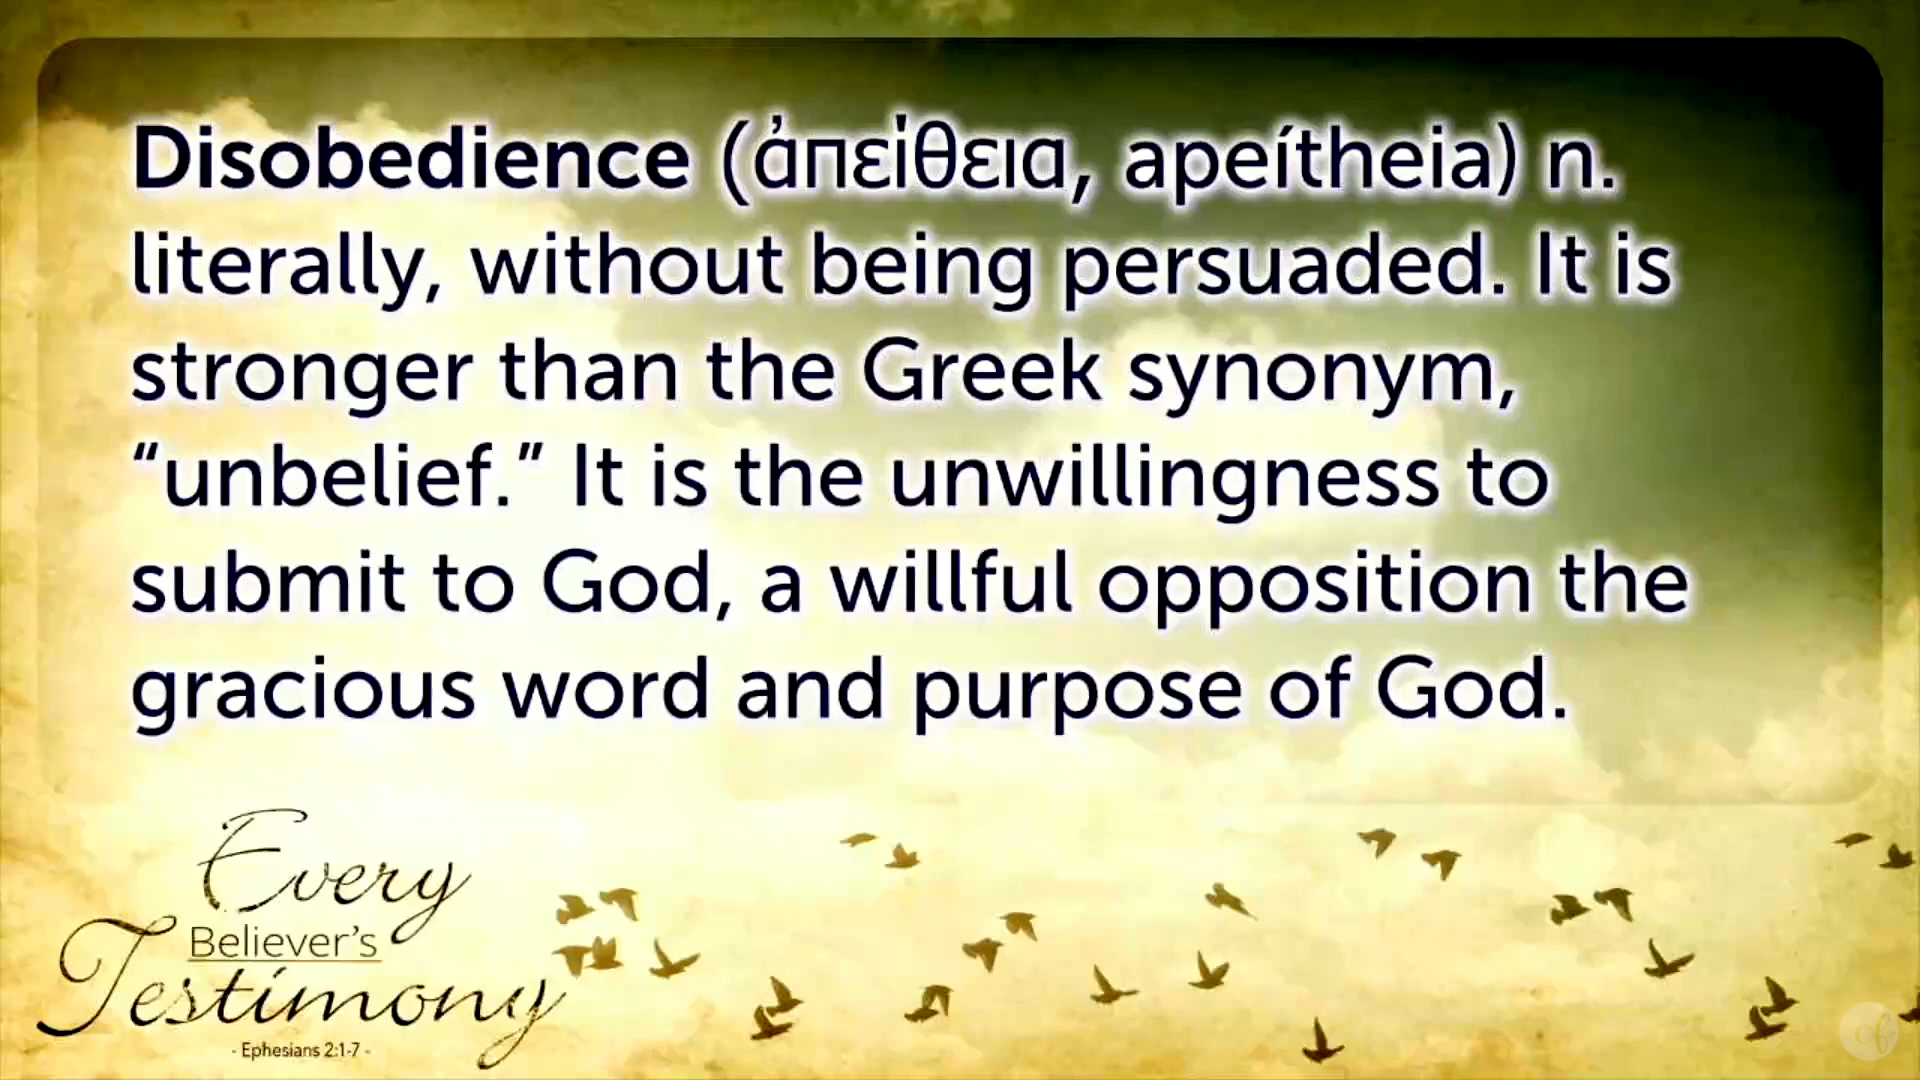 Disobedience (ἀπείθεια, apeítheia) n.
literally, without being persuaded. It is
stronger than the Greek synonym,
“unbelief.” It is the unwillingness to
submit to God, a willful opposition the
gracious word and purpose of God.
Every
Believer’s
Testimony
- Ephesians 2:1-7 -
cf